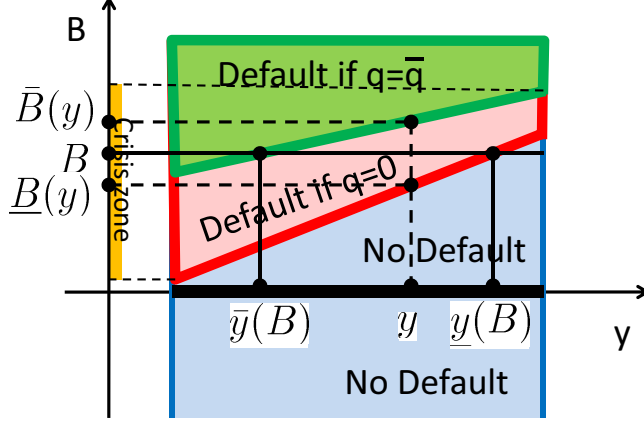 B
Default if q=q̄
B̄(y)
Crisis zone
B
Default if q=0
B̲(y)
No Default
ȳ(B)
y
y̲(B)
y
No Default